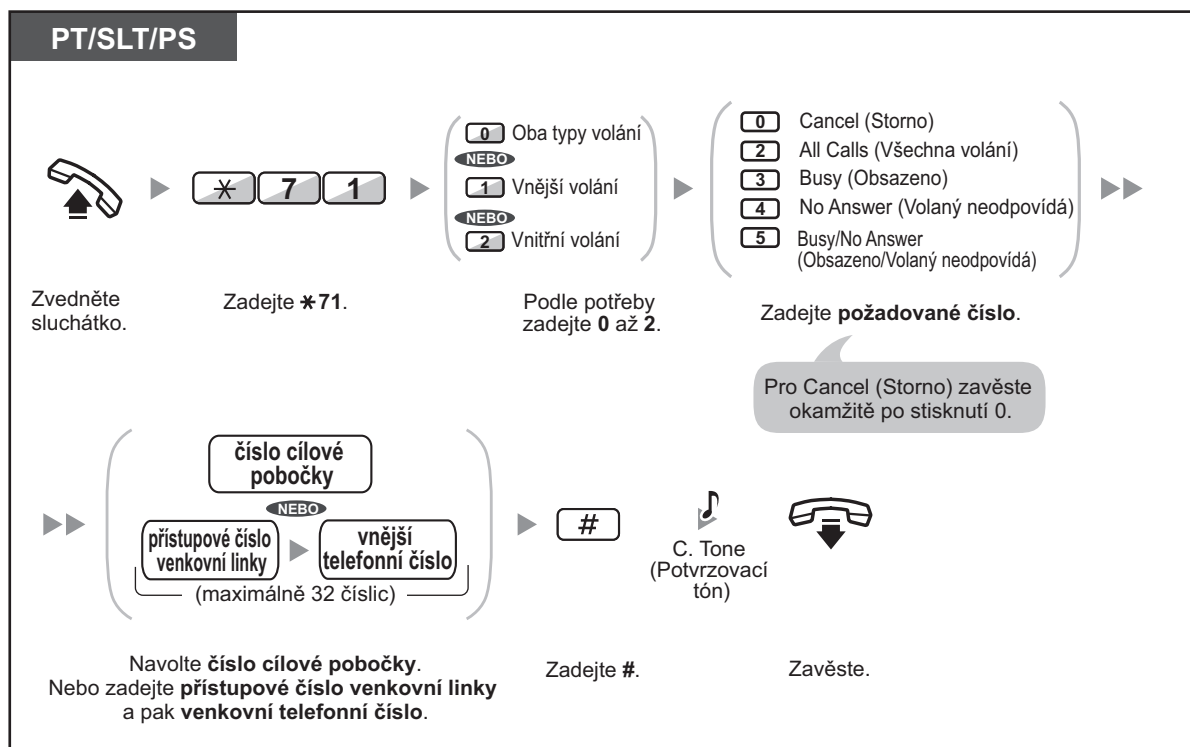 PT/SLT/PS
0 Oba typy volání
NEBO
1 Vnější volání
NEBO
2 Vnitřní volání
0 Cancel (Storno)
2 All Calls (Všechna volání)
3 Busy (Obsazeno)
4 No Answer (Volaný neodpovídá)
5 Busy/No Answer
(Obsazeno/Volaný neodpovídá)
* 7 1
Zvedněte
sluchátko.
Zadejte *71.
Podle potřeby
zadejte 0 až 2.
Zadejte požadované číslo.
Pro Cancel (Storno) zavěste
okamžitě po stisknutí 0.
číslo cílové
pobočky
NEBO
přístupové číslo
venkovní linky
vnější
telefonní číslo
(maximálně 32 číslic)
#
C. Tone
(Potvrzovací
tón)
Navolte číslo cílové pobočky.
Nebo zadejte přístupové číslo venkovní linky
a pak venkovní telefonní číslo.
Zadejte #.
Zavěste.